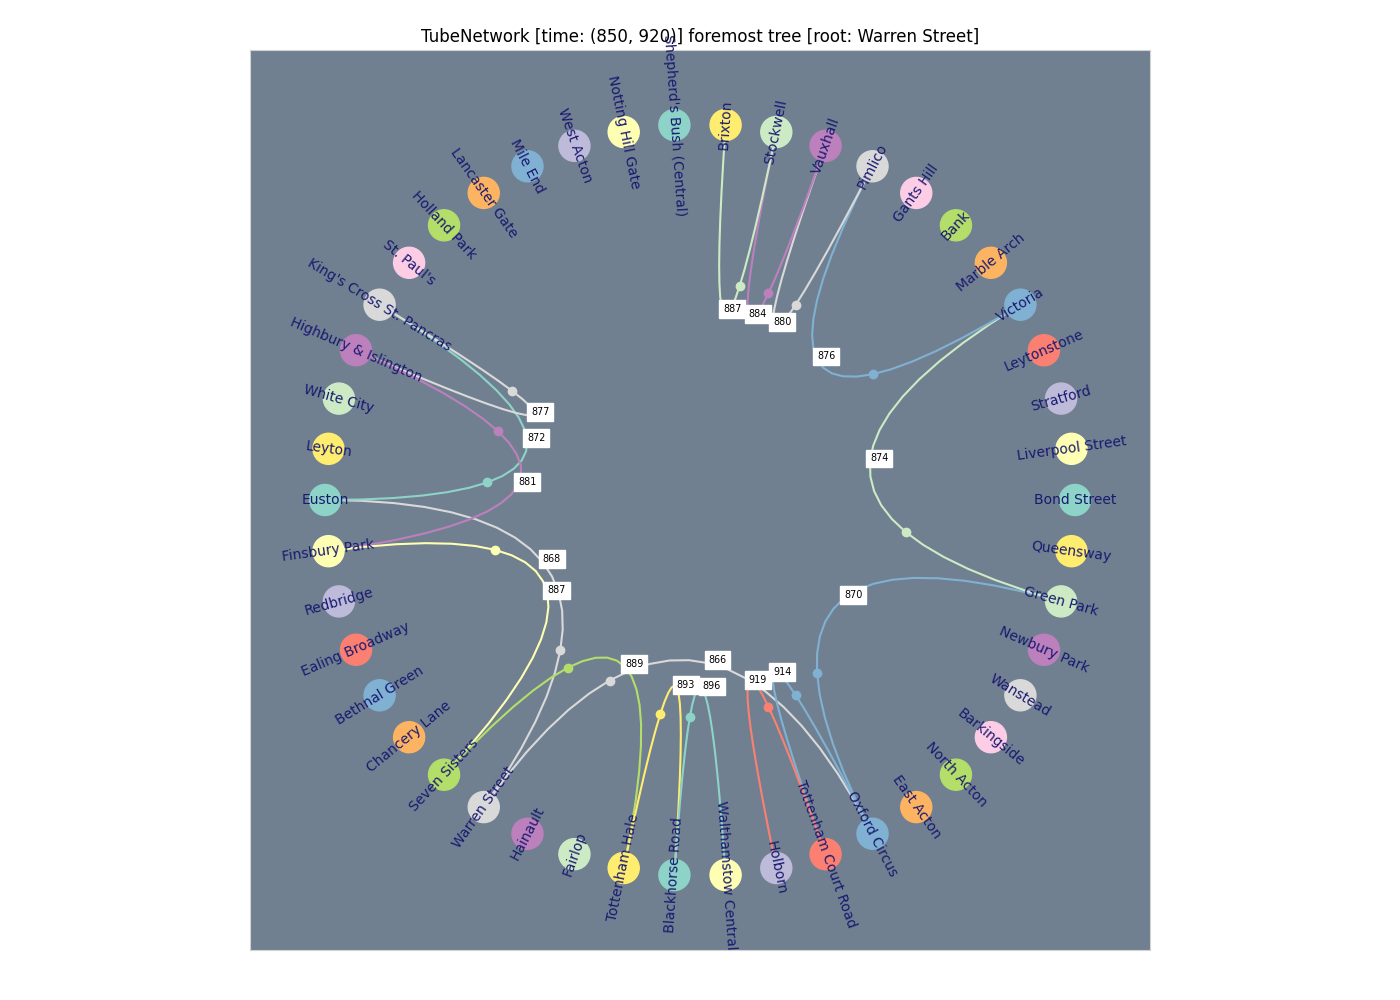 TubeNetwork [time: (850, 920)] foremost tree [root: Warren Street]
Shepherd's Bush (Central)
Brixton
Stockwell
Vauxhall
Pimlico
Gants Hill
Bank
Marble Arch
Victoria
Leytonstone
Stratford
Liverpool Street
Bond Street
Queensway
Green Park
Newbury Park
Wanstead
Barkingside
North Acton
East Acton
Oxford Circus
Tottenham Court Road
Holborn
Walthamstow Central
Blackhorse Road
Tottenham Hale
Fairlop
Hainault
Warren Street
Seven Sisters
Chancery Lane
Bethnal Green
Ealing Broadway
Redbridge
Finsbury Park
Euston
Leyton
White City
Highbury & Islington
King's Cross St. Pancras
St. Paul's
Holland Park
Lancaster Gate
Mile End
West Acton
Notting Hill Gate
887
884
880
876
877
872
874
881
868
887
870
889
866
914
919
893
896